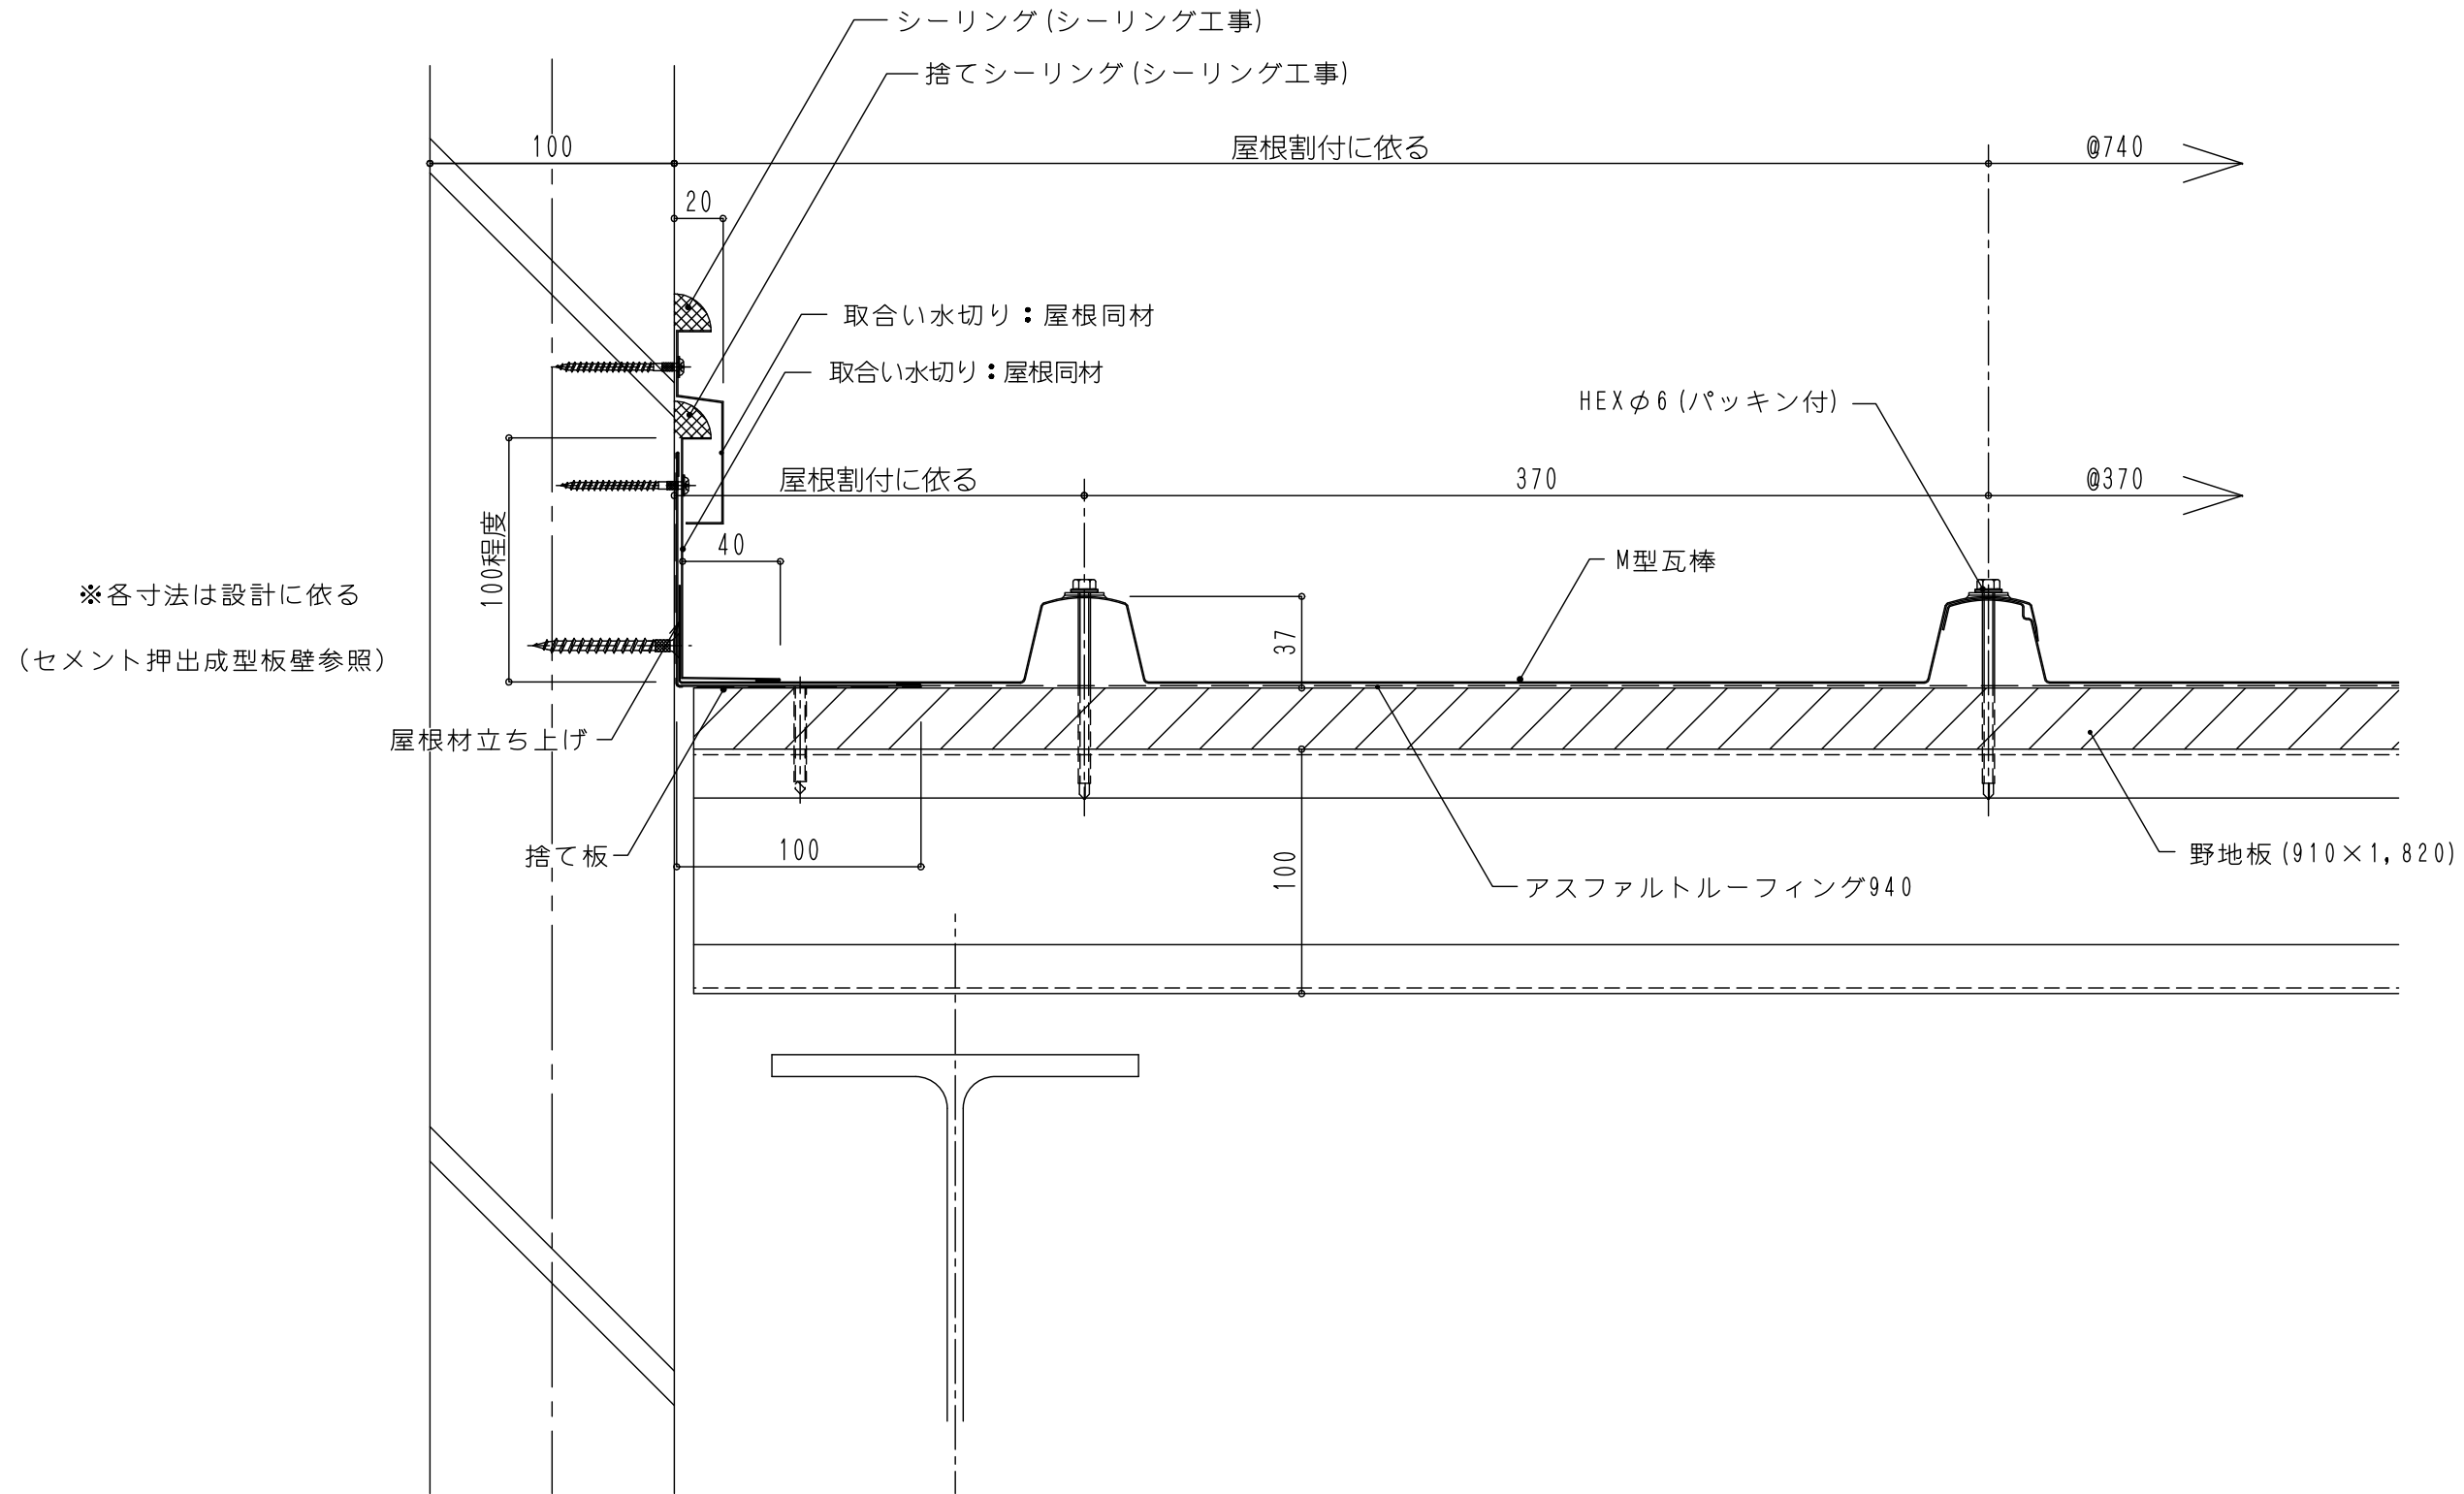 シーリング(シーリング工事)
捨てシーリング(シーリング工事)
100
屋根割付に依る
@740
20
取合い水切り：屋根同材
取合い水切り：屋根同材
HEXφ6(パッキン付)
屋根割付に依る
370
@370
100程度
40
M型瓦棒
※各寸法は設計に依る
(セメント押出成型板壁参照)
37
屋根材立ち上げ
捨て板
100
100
野地板(910×1,820)
アスファルトルーフィング940